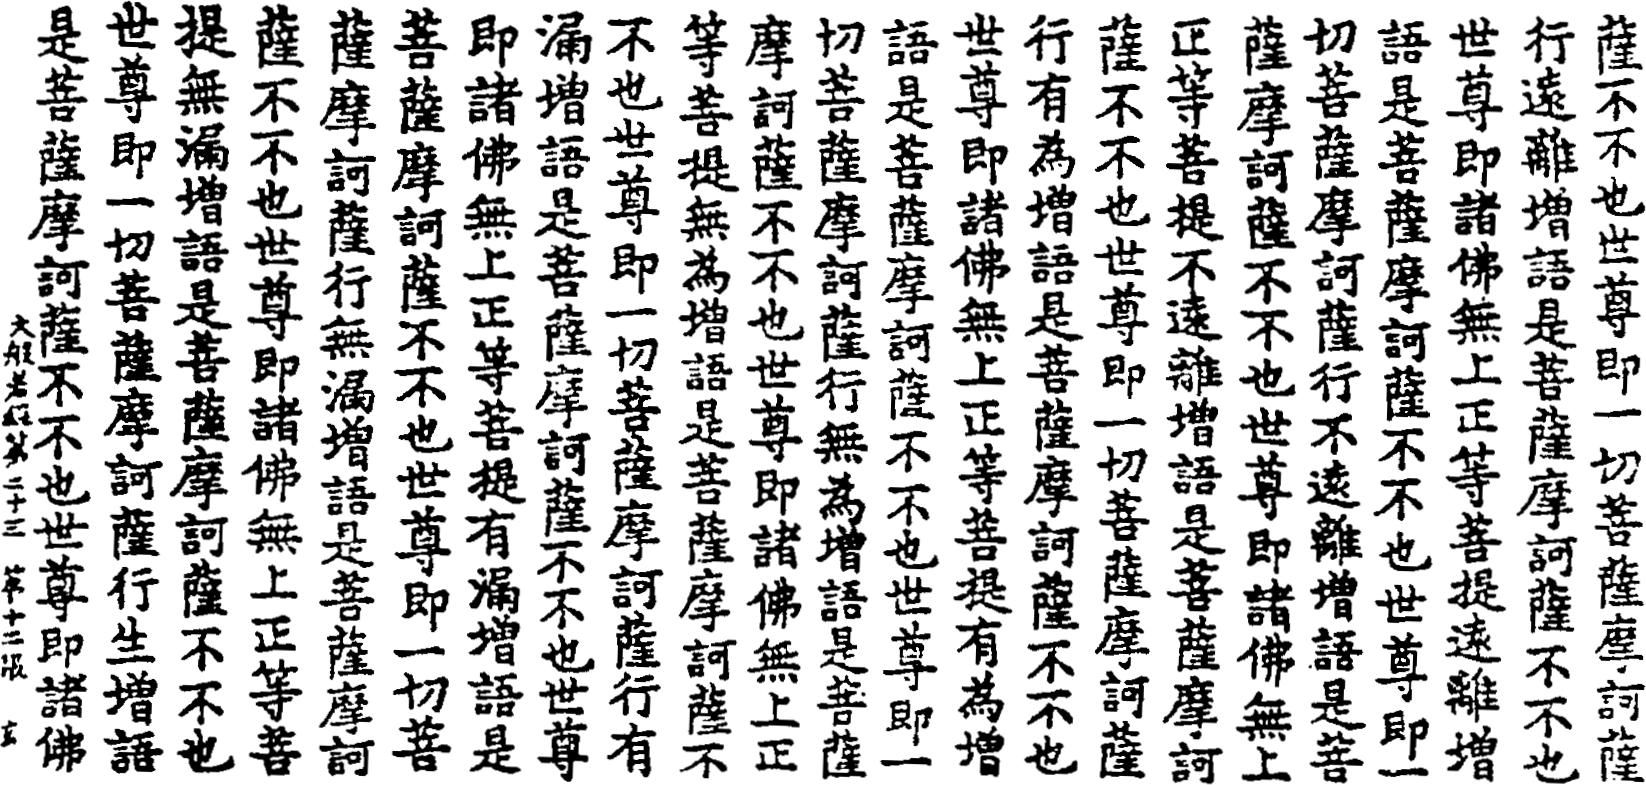 薩不不也世尊即一切菩薩摩訶薩
行遠離增語是菩薩摩訶薩不不也
世尊即諸佛無上正等菩提遠離增
語是菩薩摩訶薩不不也世尊即一
切菩薩摩訶薩行不遠離增語是菩
薩摩訶薩不不也世尊即諸佛無上
正等菩提不遠離增語是菩薩摩訶
薩不不也世尊即一切菩薩摩訶薩
行有為增語是菩薩摩訶薩不不也
世尊即諸佛無上正等菩提有為增
語是菩薩摩訶薩不不也世尊即一
切菩薩摩訶薩行無為增語是菩薩
摩訶薩不不也世尊即諸佛無上正
等菩提無為增語是菩薩摩訶薩不
不也世尊即一切菩薩摩訶薩行有
漏增語是菩薩摩訶薩不不也世尊
即諸佛無上正等菩提有漏增語是
菩薩摩訶薩不不也世尊即一切菩
薩摩訶薩行無漏增語是菩薩摩訶
薩不不也世尊即諸佛無上正等菩
提無漏增語是菩薩摩訶薩不不也
世尊即一切菩薩摩訶薩行生增語
是菩薩摩訶薩不不也世尊即諸佛
大般若經第二十三 第十二張 玄